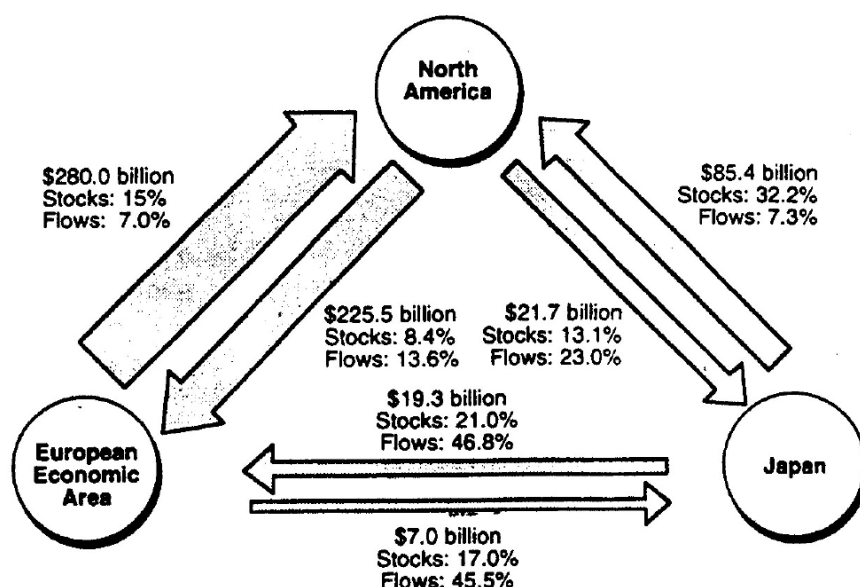 North
America
$280.0 billion
Stocks: 15%
Flows: 7.0%
$85.4 billion
Stocks: 32.2%
Flows: 7.3%
$225.5 billion
Stocks: 8.4%
Flows: 13.6%
$21.7 billion
Stocks: 13.1%
Flows: 23.0%
$19.3 billion
Stocks: 21.0%
Flows: 46.8%
European
Economic
Area
Japan
$7.0 billion
Stocks: 17.0%
Flows: 45.5%